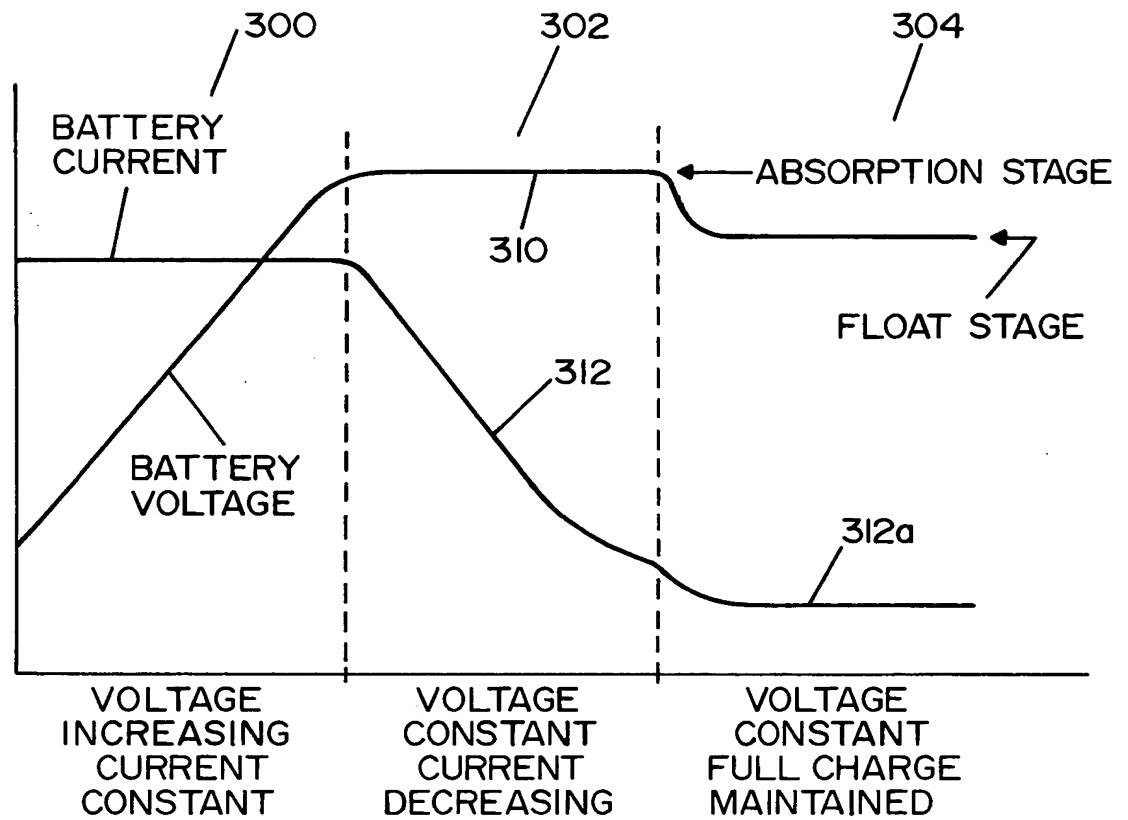 300
302
304
BATTERY
CURRENT
ABSORPTION STAGE
310
FLOAT STAGE
312
BATTERY
VOLTAGE
312a
VOLTAGE
INCREASING
CURRENT
CONSTANT
VOLTAGE
CONSTANT
CURRENT
DECREASING
VOLTAGE
CONSTANT
FULL CHARGE
MAINTAINED